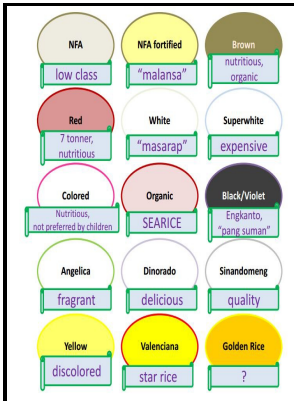 NFA
low class
NFA fortified
"malansa"
Brown
nutritious,
organic
Red
7 tonner,
nutritious
White
"masarap"
Superwhite
expensive
Colored
Nutritious,
not preferred by children
Organic
SEARICE
Black/Violet
Engkanto,
"pang suman"
Angelica
fragrant
Dinorado
delicious
Sinandomeng
quality
Yellow
discolored
Valenciana
star rice
Golden Rice
?